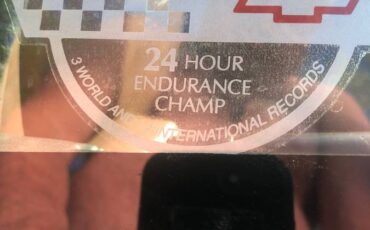 24 HOUR
ENDURANCE
CHAMP
3 WORLD AND INTERNATIONAL RECORDS